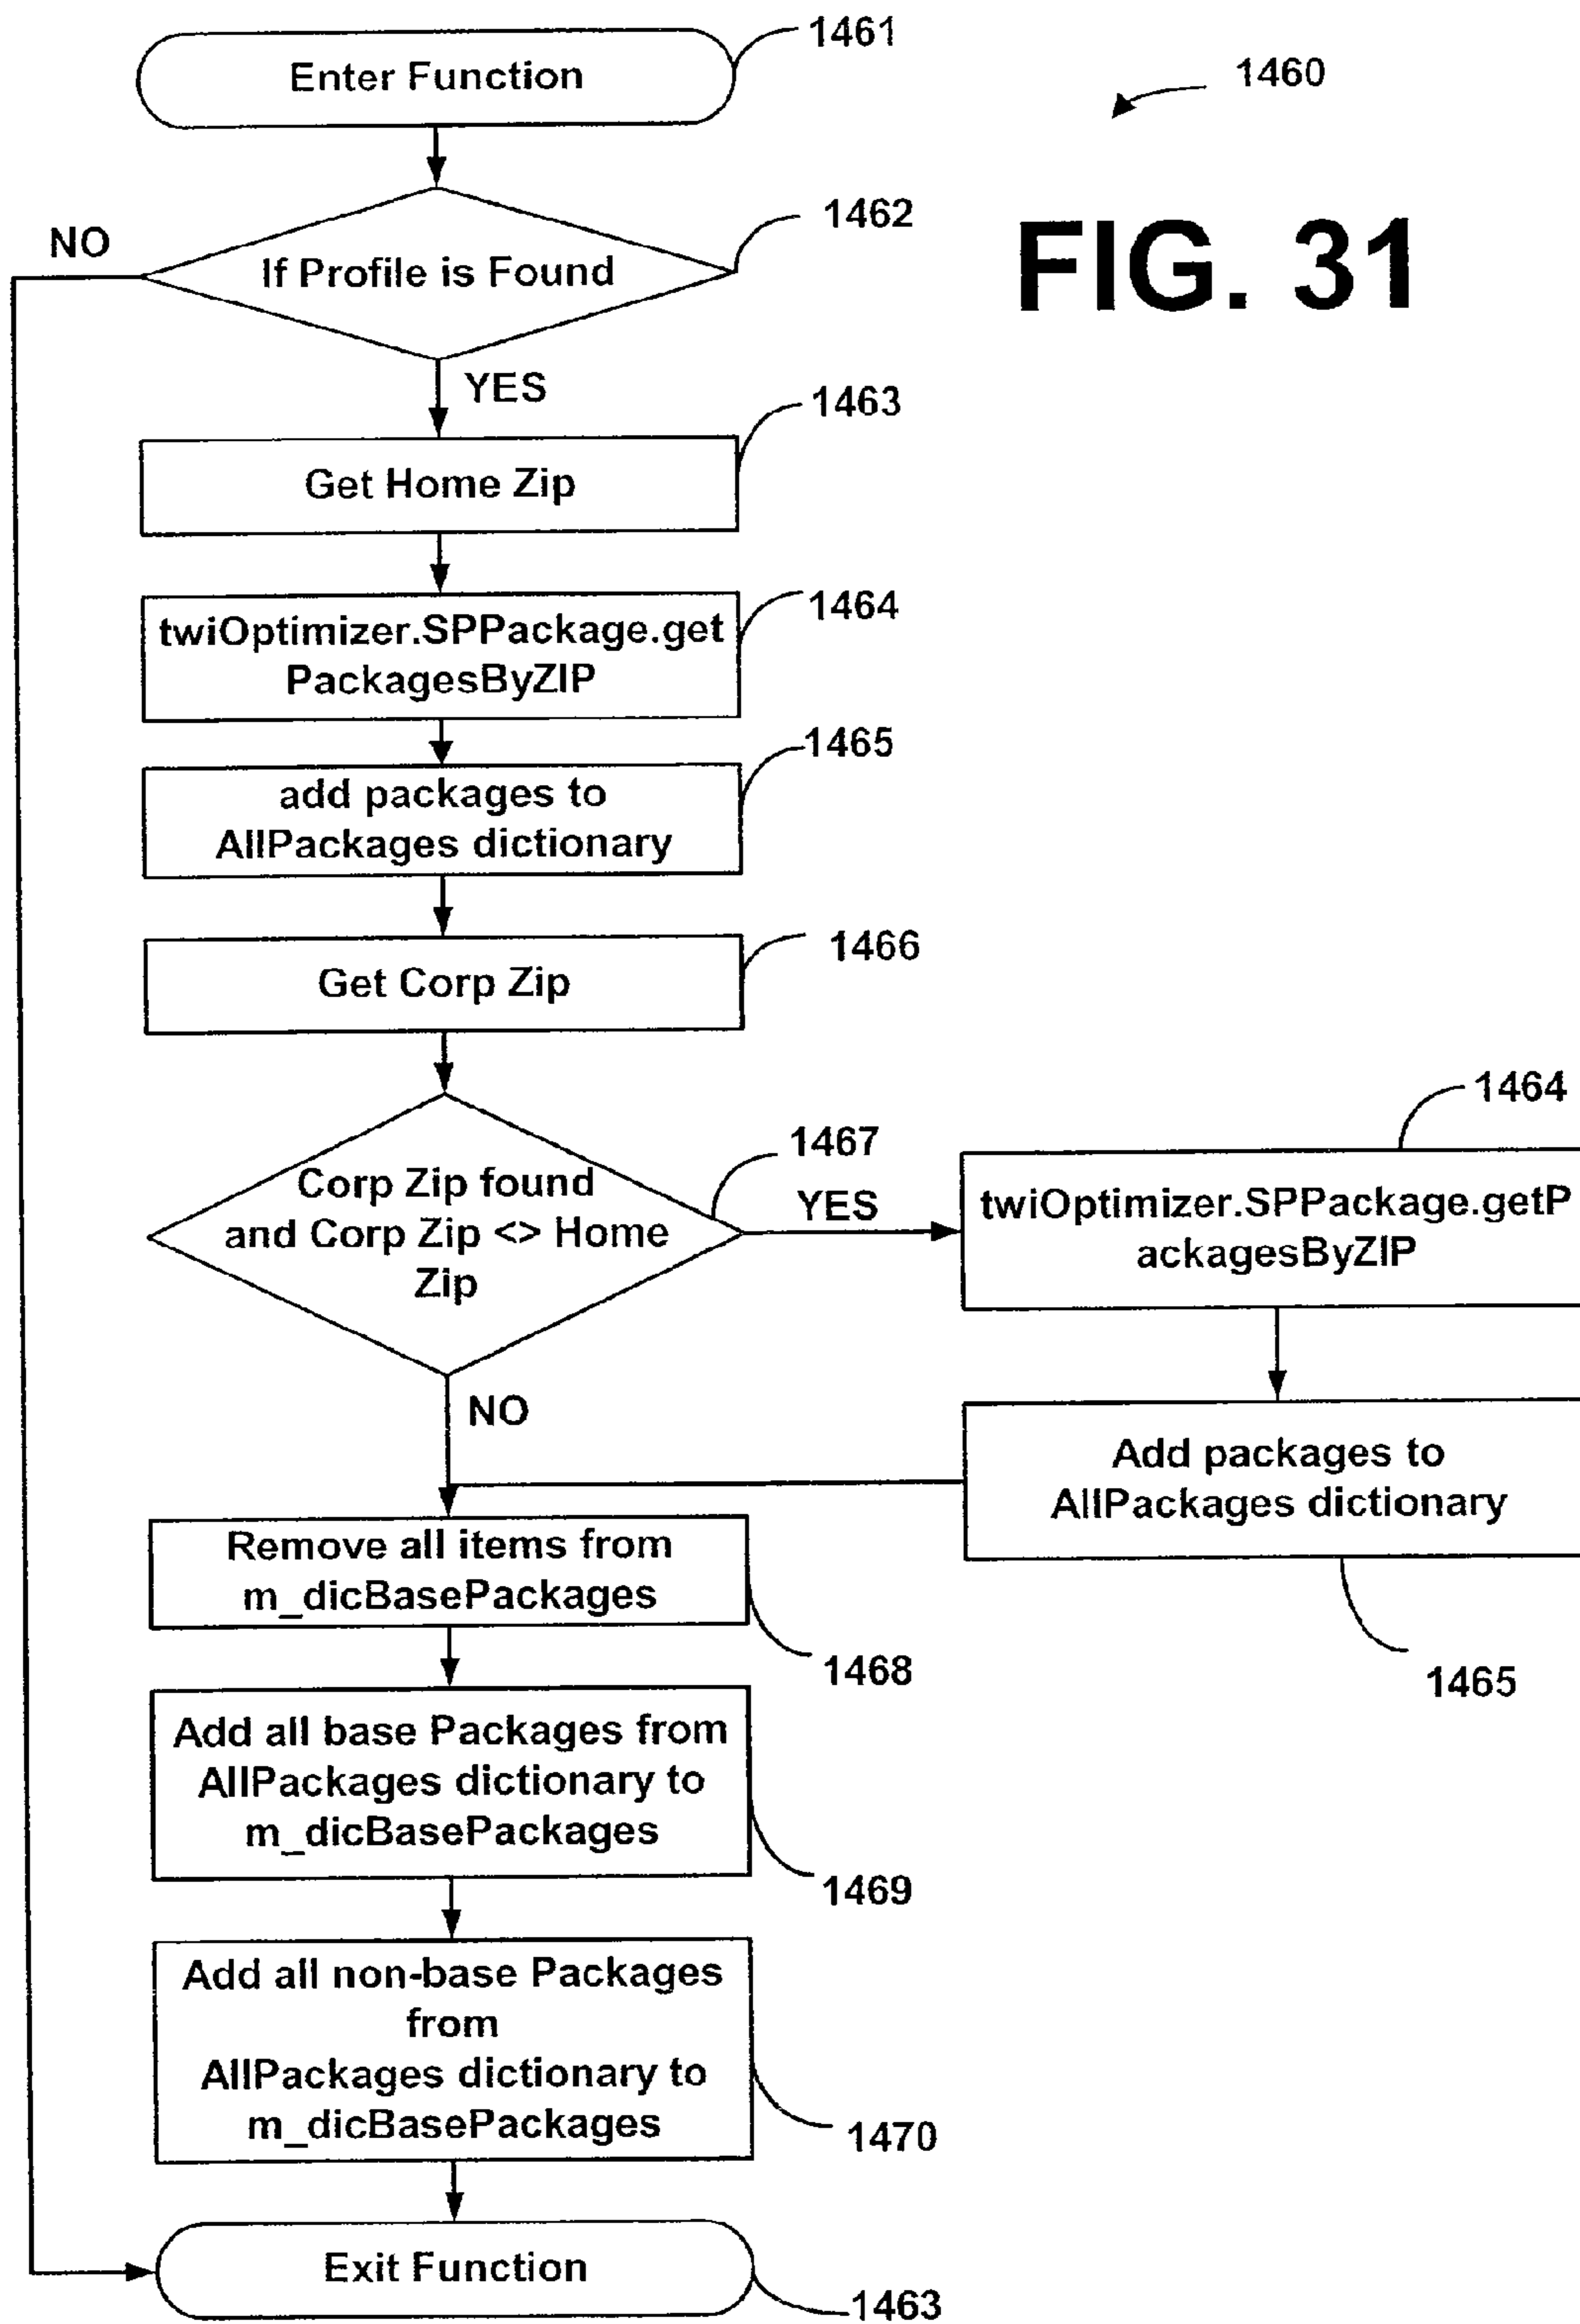 1461
Enter Function
1460
FIG. 31
1462
NO
If Profile is Found
YES
1463
Get Home Zip
1464
twiOptimizer.SPPackage.get
PackagesByZIP
1465
add packages to
AllPackages dictionary
1466
Get Corp Zip
1467
Corp Zip found
and Corp Zip <> Home
Zip
YES
1464
twiOptimizer.SPPackage.getP
ackagesByZIP
NO
Add packages to
AllPackages dictionary
1465
Remove all items from
m_dicBasePackages
1468
Add all base Packages from
AllPackages dictionary to
m_dicBasePackages
1469
Add all non-base Packages
from
AllPackages dictionary to
m_dicBasePackages
1470
Exit Function
1463